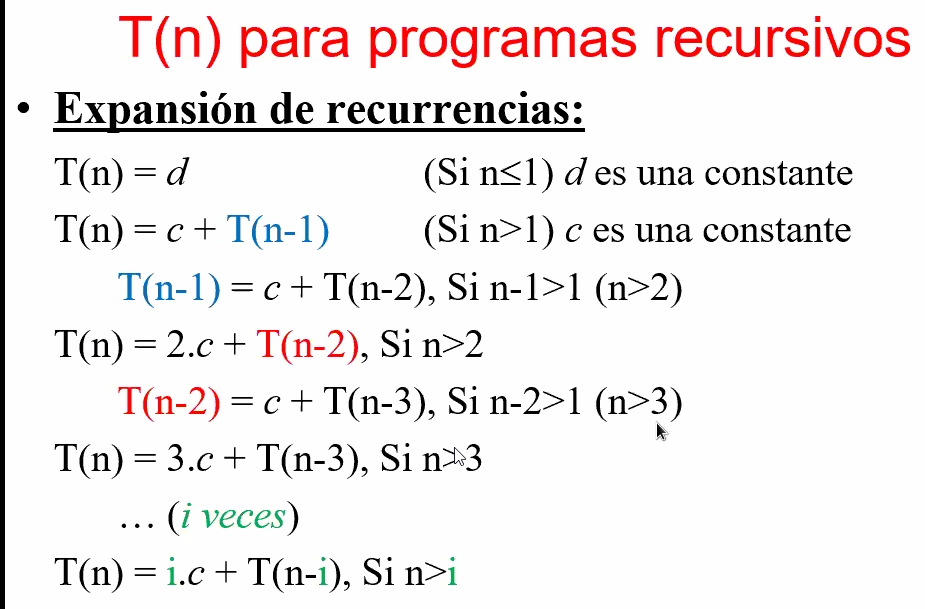 T(n) para programas recursivos
• Expansión de recurrencias:
T(n) = d (Si n≤1) d es una constante
T(n) = c + T(n-1) (Si n>1) c es una constante
T(n-1) = c + T(n-2), Si n-1>1 (n>2)
T(n) = 2.c + T(n-2), Si n>2
T(n-2) = c + T(n-3), Si n-2>1 (n>3)
T(n) = 3.c + T(n-3), Si n>3
… (i veces)
T(n) = i.c + T(n-i), Si n>i